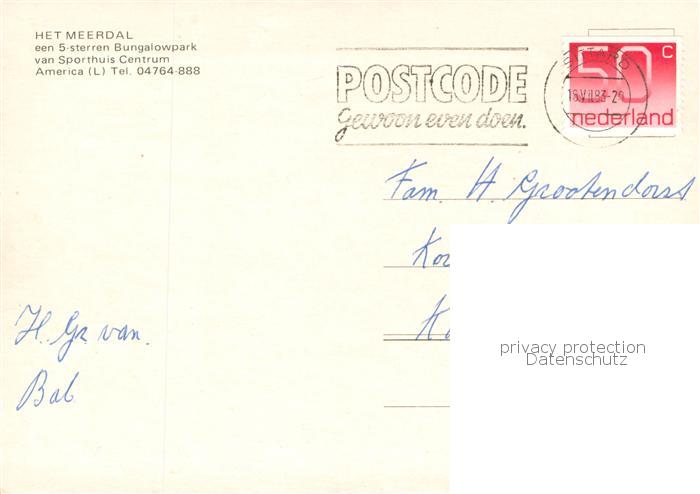 HET MEERDAL
een 5-sterren Bungalowpark
van Sporthuis Centrum
America (L) Tel. 04764-888
POSTCODE
Gewoon even doen.
SITTARD
50 c
nederland
Fam. H. Grootendorst
H. Gr. van.
Bab
privacy protection
Datenschutz